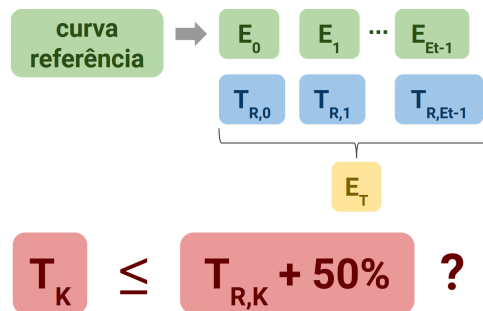 curva
referência
E0 E1 ... EEt-1
TR,0 TR,1 TR,Et-1
ET
TK ≤ TR,K + 50% ?